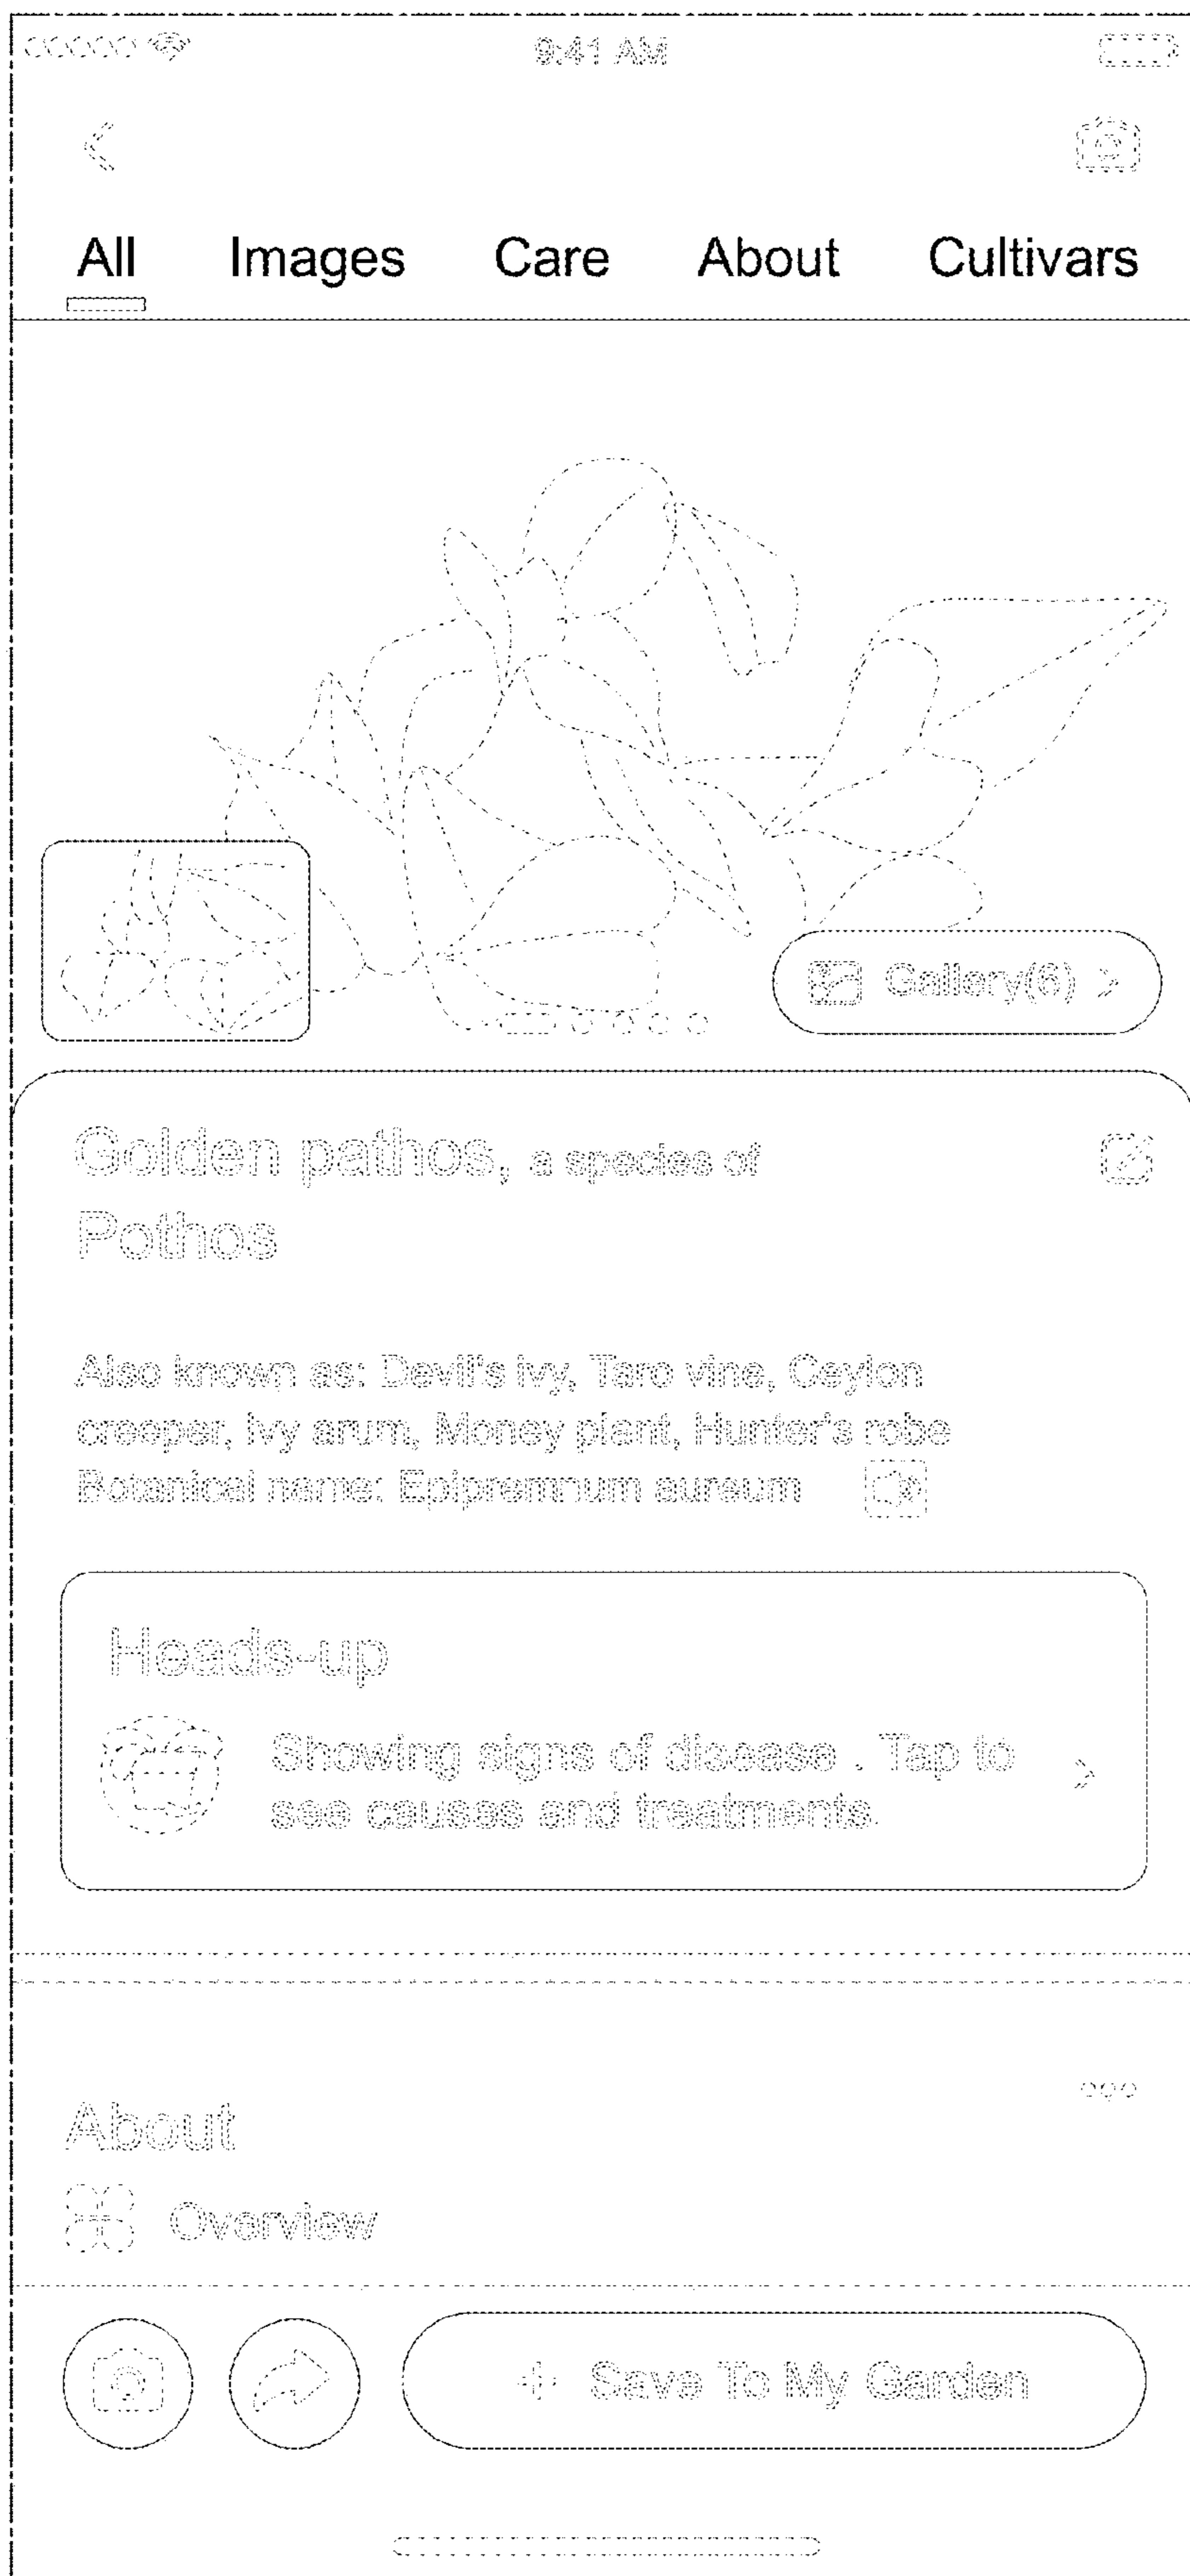 9:41 AM
All Images Care About Cultivars
Gallery(6)
Golden pathos, a species of
Pothos
Also known as: Devil's ivy, Taro vine, Ceylon
creeper, Ivy arum, Money plant, Hunter's robe
Botanical name: Epipremnum aureum
Heads-up
Showing signs of disease . Tap to
see causes and treatments.
About
Overview
+ Save To My Garden